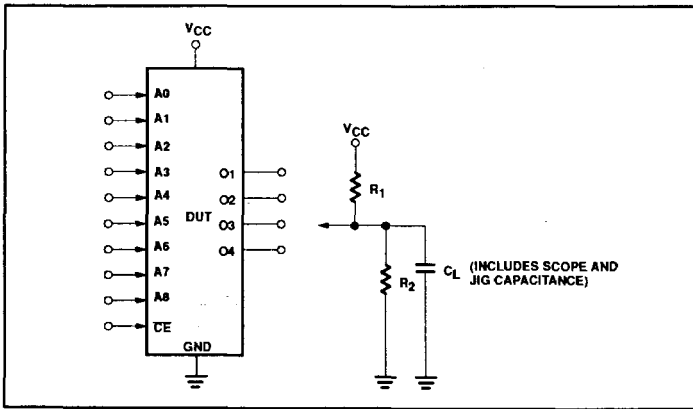 VCC
A0
A1
A2
A3
A4
A5
A6
A7
A8
CE
DUT
O1
O2
O3
O4
GND
VCC
R1
R2
CL (INCLUDES SCOPE AND
JIG CAPACITANCE)